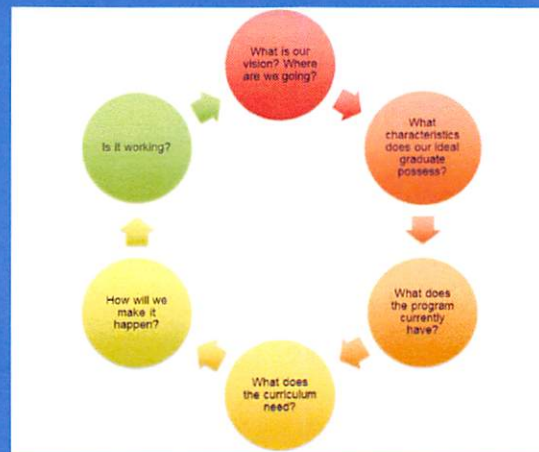 What is our
vision? Where
are we going?
What
characteristics
does our ideal
graduate
possess?
What does
the program
currently
have?
What does
the curriculum
need?
How will we
make it
happen?
Is it working?